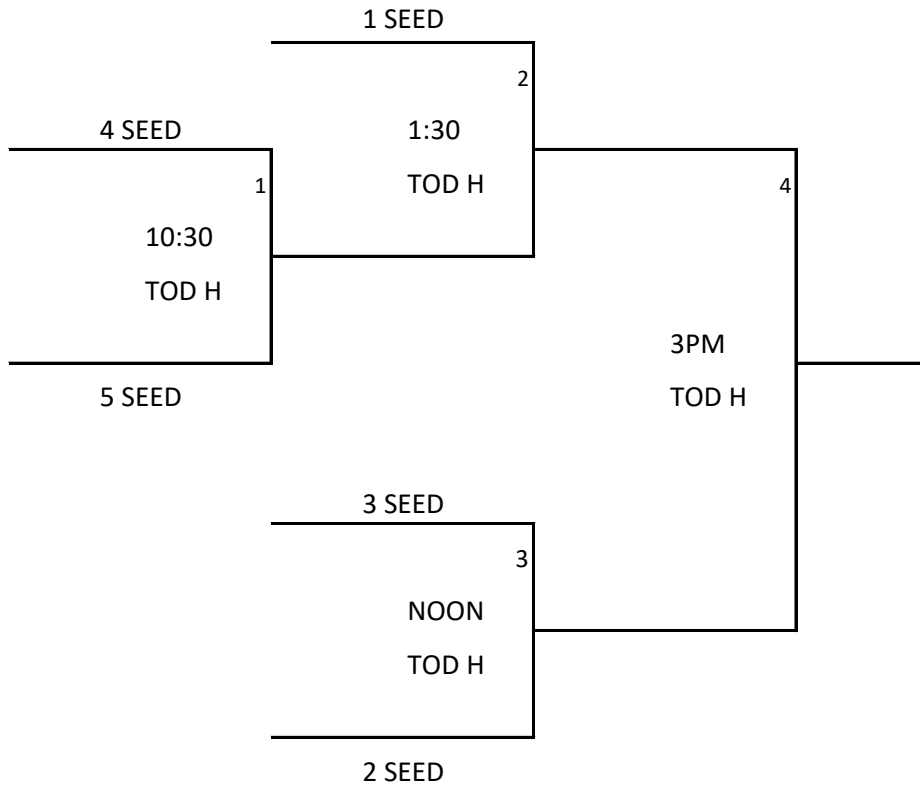 1 SEED
2
4 SEED
1:30
1
TOD H
4
10:30
TOD H
3PM
5 SEED
TOD H
3 SEED
3
NOON
TOD H
2 SEED